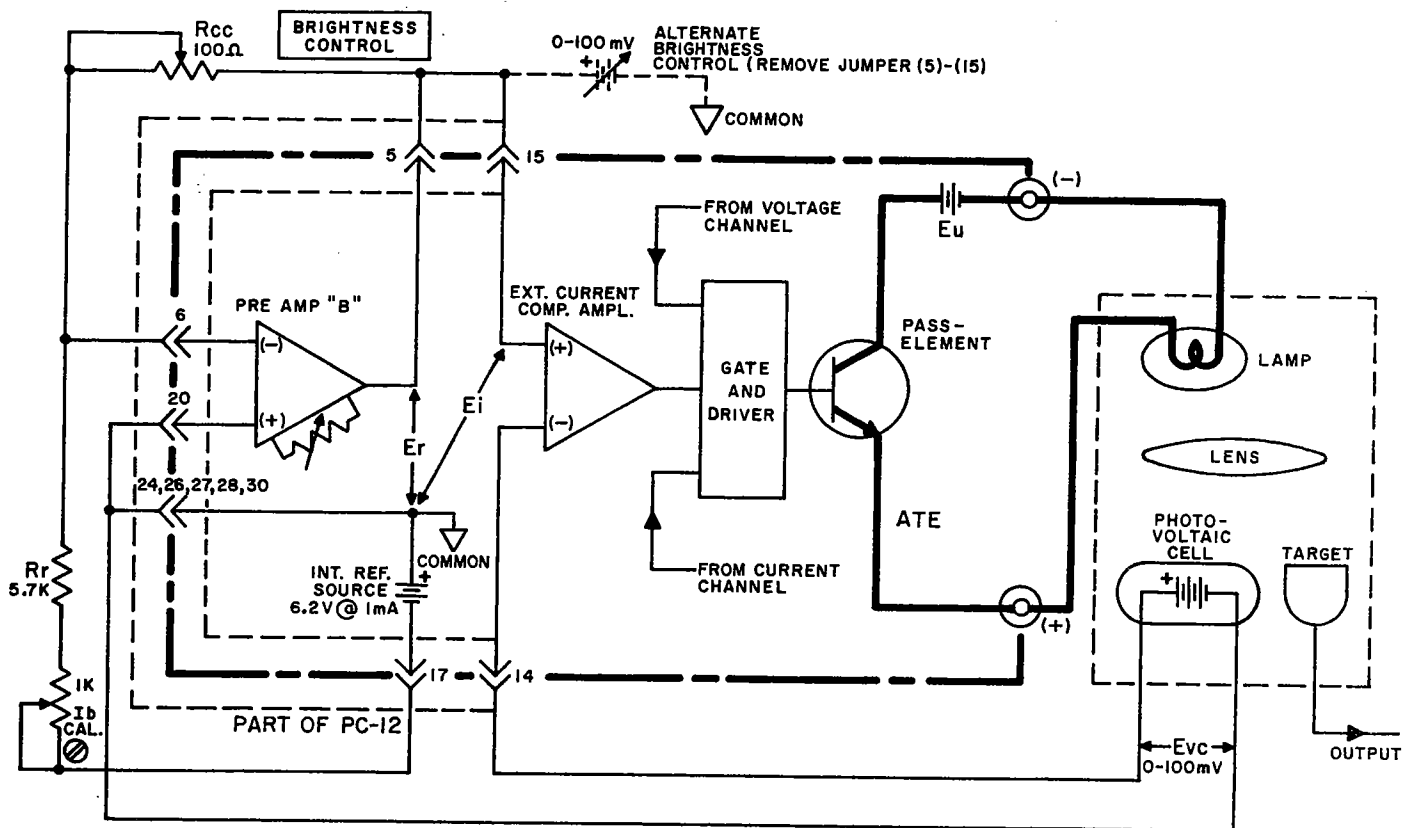 Rcc
100Ω
BRIGHTNESS
CONTROL
0-100mV
+
ALTERNATE
BRIGHTNESS
CONTROL (REMOVE JUMPER (5)-(15)
COMMON
5
15
(-)
Eu
FROM VOLTAGE
CHANNEL
PRE AMP "B"
EXT. CURRENT
COMP. AMPL.
PASS-
ELEMENT
6
(-)
(+)
LAMP
GATE
AND
DRIVER
Ei
20
(+)
(-)
Er
LENS
24,26,27,28,30
ATE
COMMON
PHOTO-
VOLTAIC
CELL
TARGET
Rr
5.7K
INT. REF.
SOURCE
6.2V@1mA
+
FROM CURRENT
CHANNEL
+
(+)
17
14
1K
Ib
CAL.
PART OF PC-12
Evc
0-100mV
OUTPUT